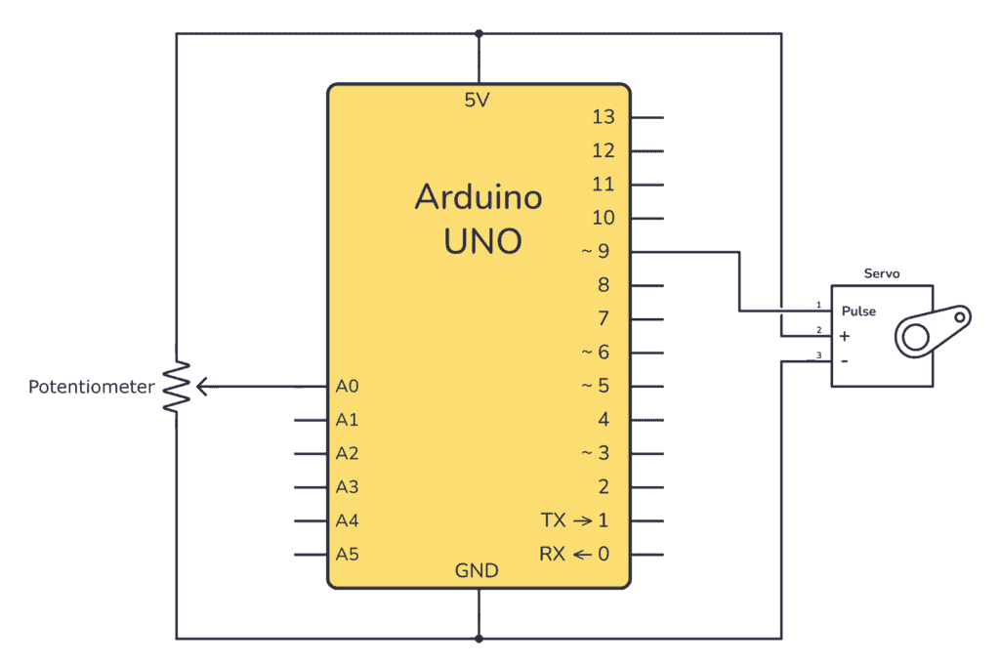 5V
Arduino
UNO
13
12
11
10
~ 9
8
7
~ 6
~ 5
4
~ 3
2
TX → 1
RX ← 0
Potentiometer
A0
A1
A2
A3
A4
A5
GND
Servo
1
Pulse
2
+
3
-